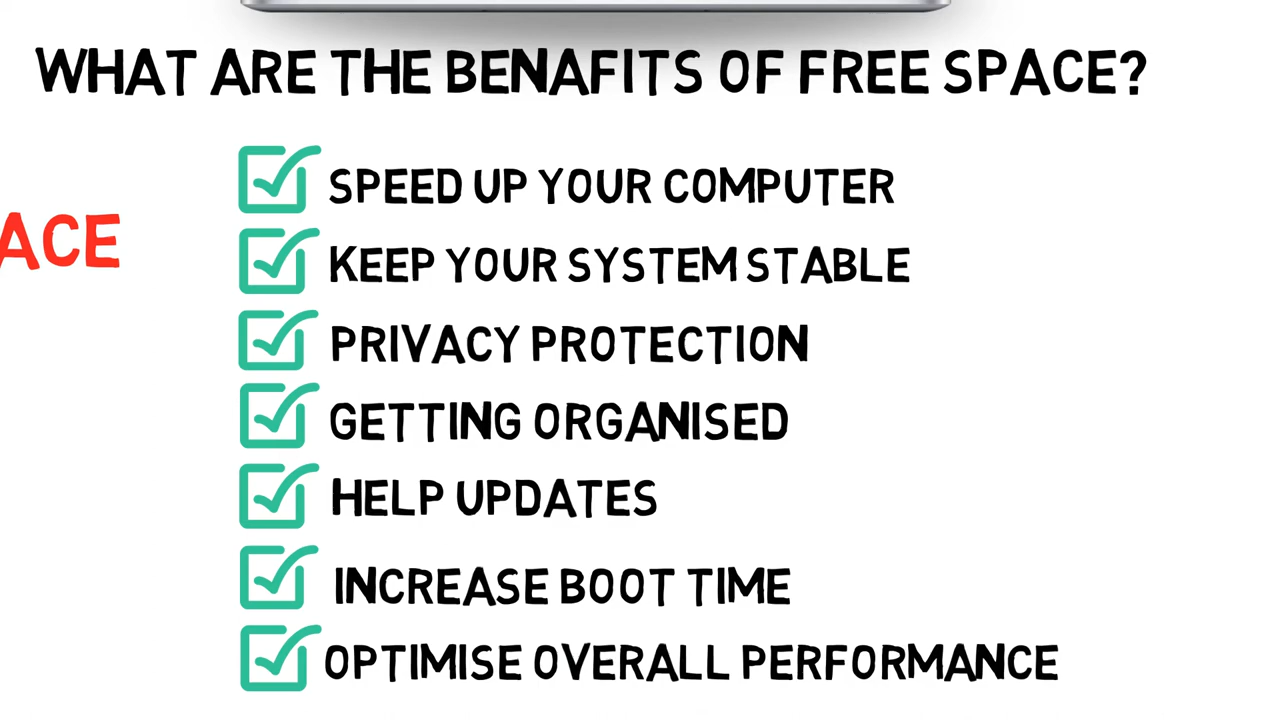 WHAT ARE THE BENAFITS OF FREE SPACE?
SPEED UP YOUR COMPUTER
ACE
KEEP YOUR SYSTEM STABLE
PRIVACY PROTECTION
GETTING ORGANISED
HELP UPDATES
INCREASE BOOT TIME
OPTIMISE OVERALL PERFORMANCE